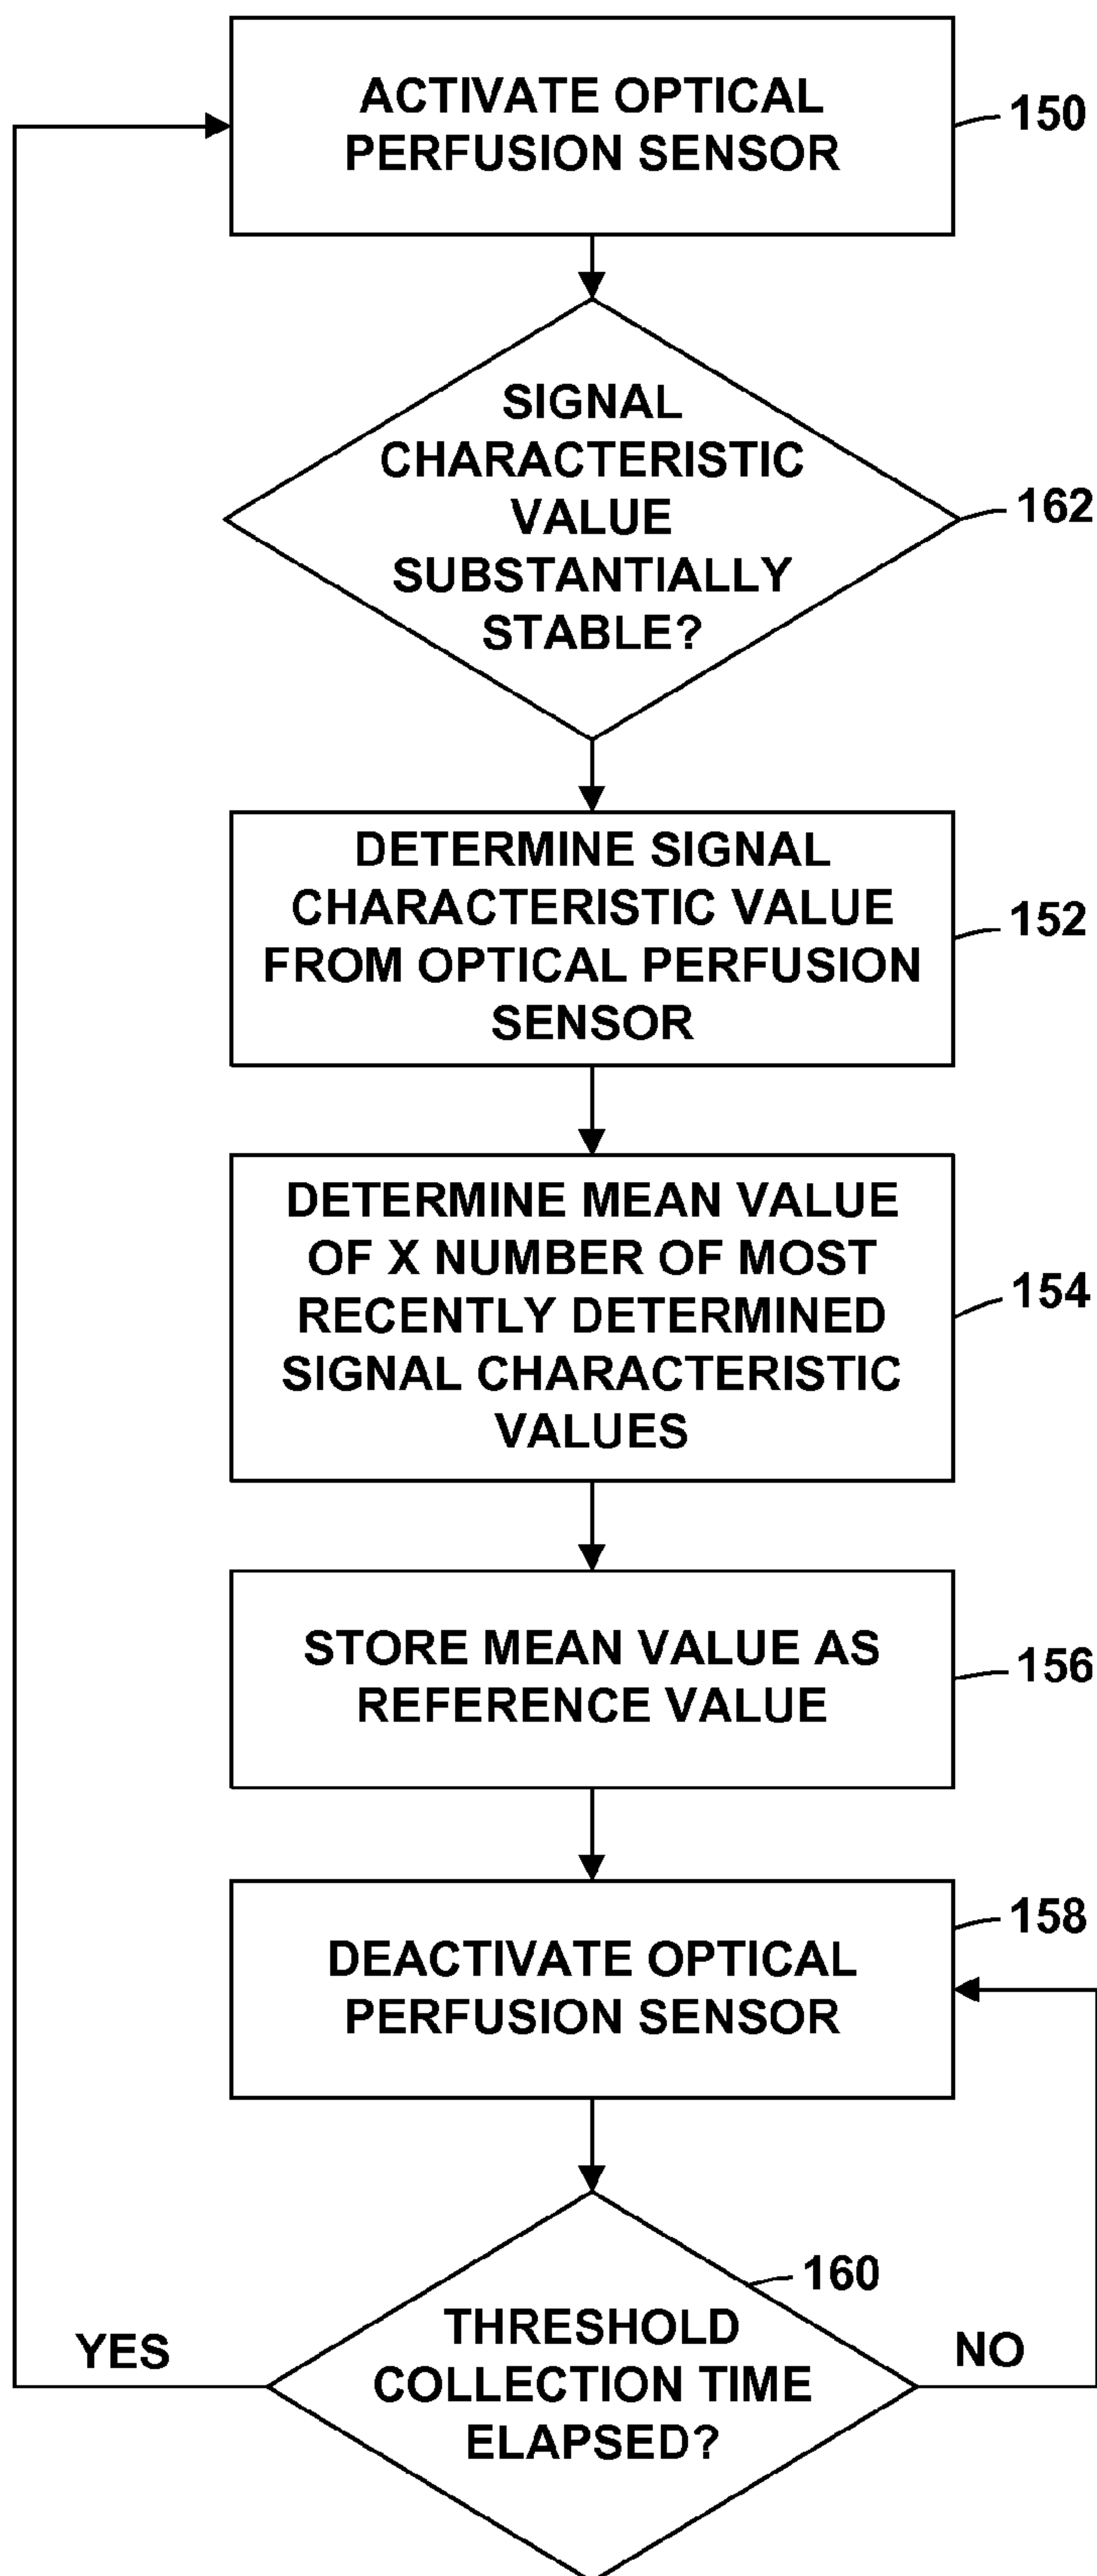 ACTIVATE OPTICAL
PERFUSION SENSOR
150
SIGNAL
CHARACTERISTIC
VALUE
SUBSTANTIALLY
STABLE?
162
DETERMINE SIGNAL
CHARACTERISTIC VALUE
FROM OPTICAL PERFUSION
SENSOR
152
DETERMINE MEAN VALUE
OF X NUMBER OF MOST
RECENTLY DETERMINED
SIGNAL CHARACTERISTIC
VALUES
154
STORE MEAN VALUE AS
REFERENCE VALUE
156
DEACTIVATE OPTICAL
PERFUSION SENSOR
158
160
THRESHOLD
COLLECTION TIME
ELAPSED?
YES
NO